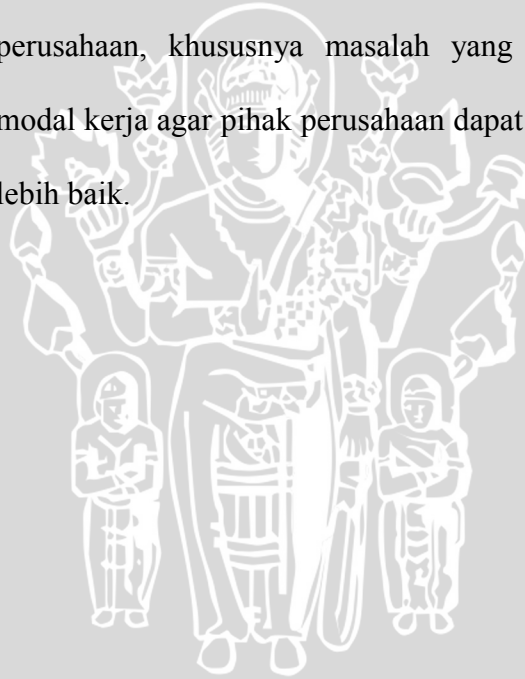 perusahaan, khususnya masalah yang
modal kerja agar pihak perusahaan dapat
lebih baik.